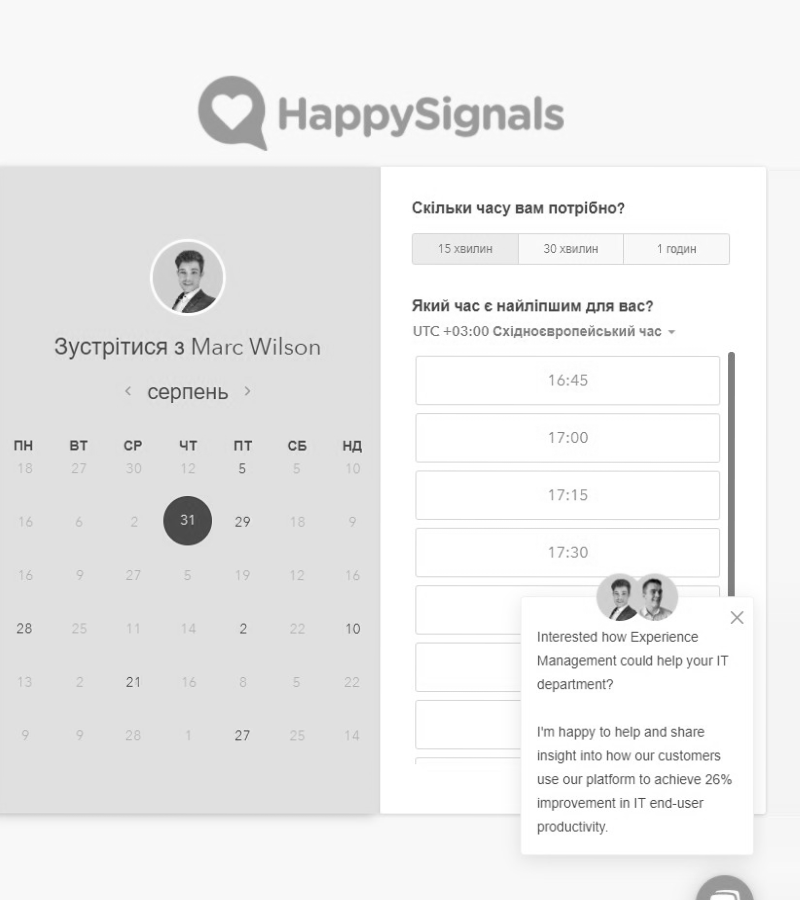 HappySignals
Зустрітися з Marc Wilson
серпень
ПН ВТ СР ЧТ ПТ СБ НД
18 27 30 12 5 5 10
16 6 2 31 29 18 9
16 9 27 5 19 12 16
28 25 11 14 2 22 10
13 2 21 16 8 5 22
9 9 28 1 27 25 14
Скільки часу вам потрібно?
15 хвилин 30 хвилин 1 годин
Який час є найліпшим для вас?
UTC +03:00 Східноєвропейський час
16:45
17:00
17:15
17:30
Interested how Experience
Management could help your IT
department?
I'm happy to help and share
insight into how our customers
use our platform to achieve 26%
improvement in IT end-user
productivity.